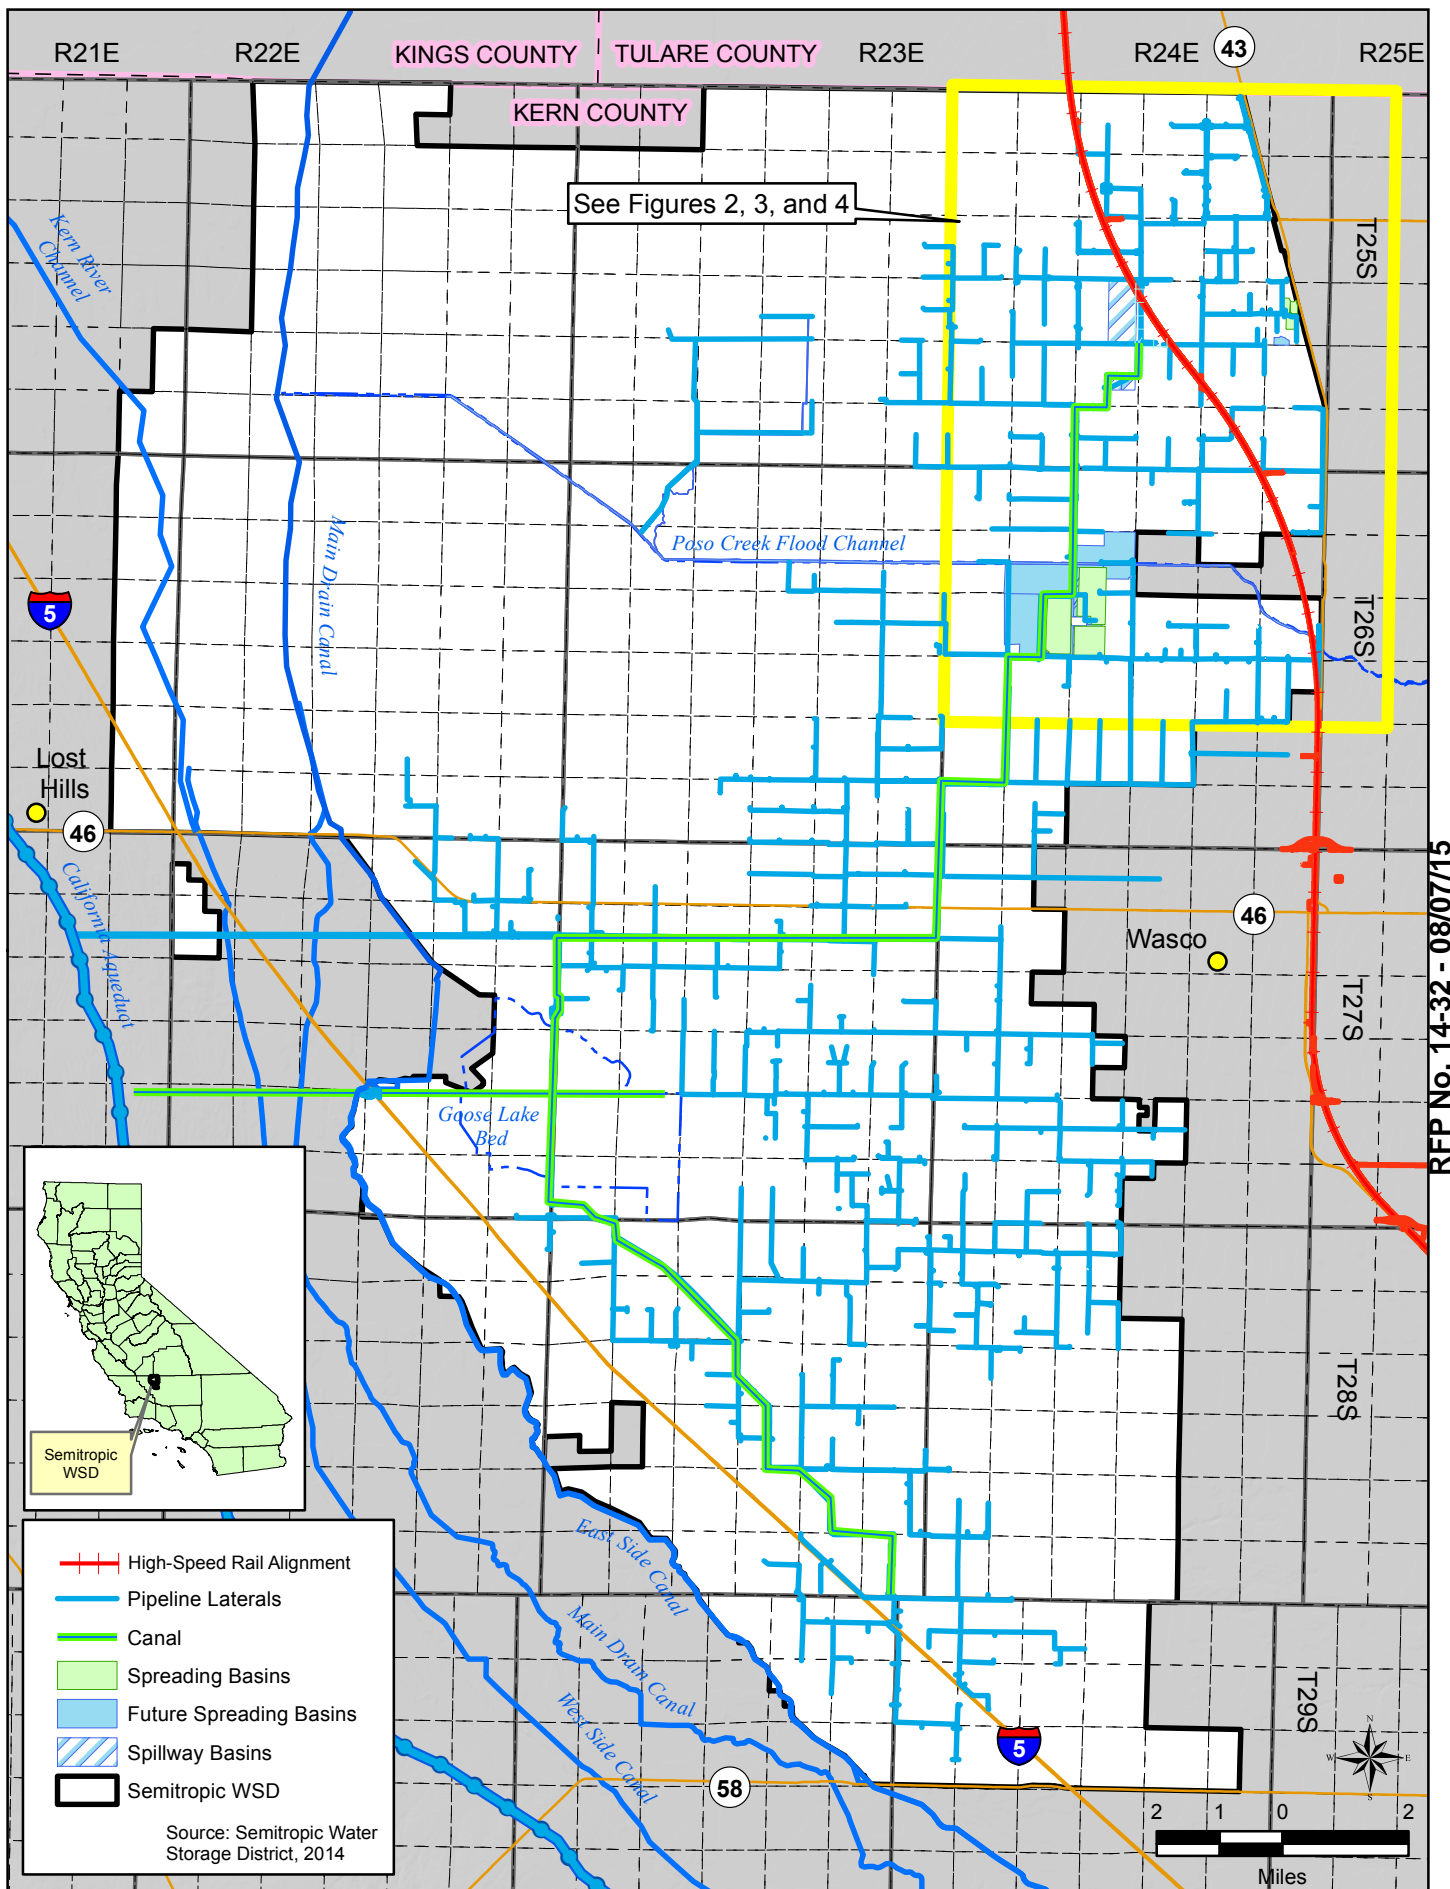 R21E
R22E
KINGS COUNTY
TULARE COUNTY
R23E
R24E
43
R25E
KERN COUNTY
See Figures 2, 3, and 4
Kern River
Channel
T25S
Main Drain Canal
Poso Creek Flood Channel
5
T26S
Lost
Hills
46
California Aqueduct
46
Wasco
T27S
RFP No. 14-32 - 08/07/15
Goose Lake
Bed
T28S
Semitropic
WSD
East Side Canal
Main Drain Canal
West Side Canal
T29S
5
58
High-Speed Rail Alignment
Pipeline Laterals
Canal
Spreading Basins
Future Spreading Basins
Spillway Basins
Semitropic WSD
Source: Semitropic Water
Storage District, 2014
N
W
E
S
2 1 0 2
Miles